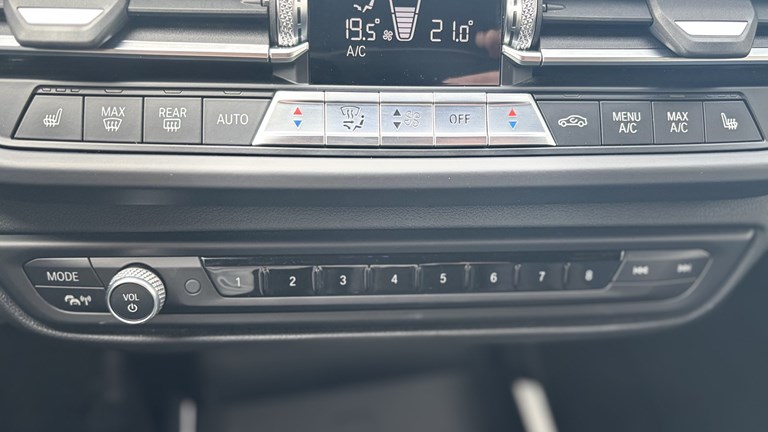 19.5° 21.0°
A/C
MAX REAR AUTO OFF MENU A/C MAX A/C
MODE
VOL
1 2 3 4 5 6 7 8